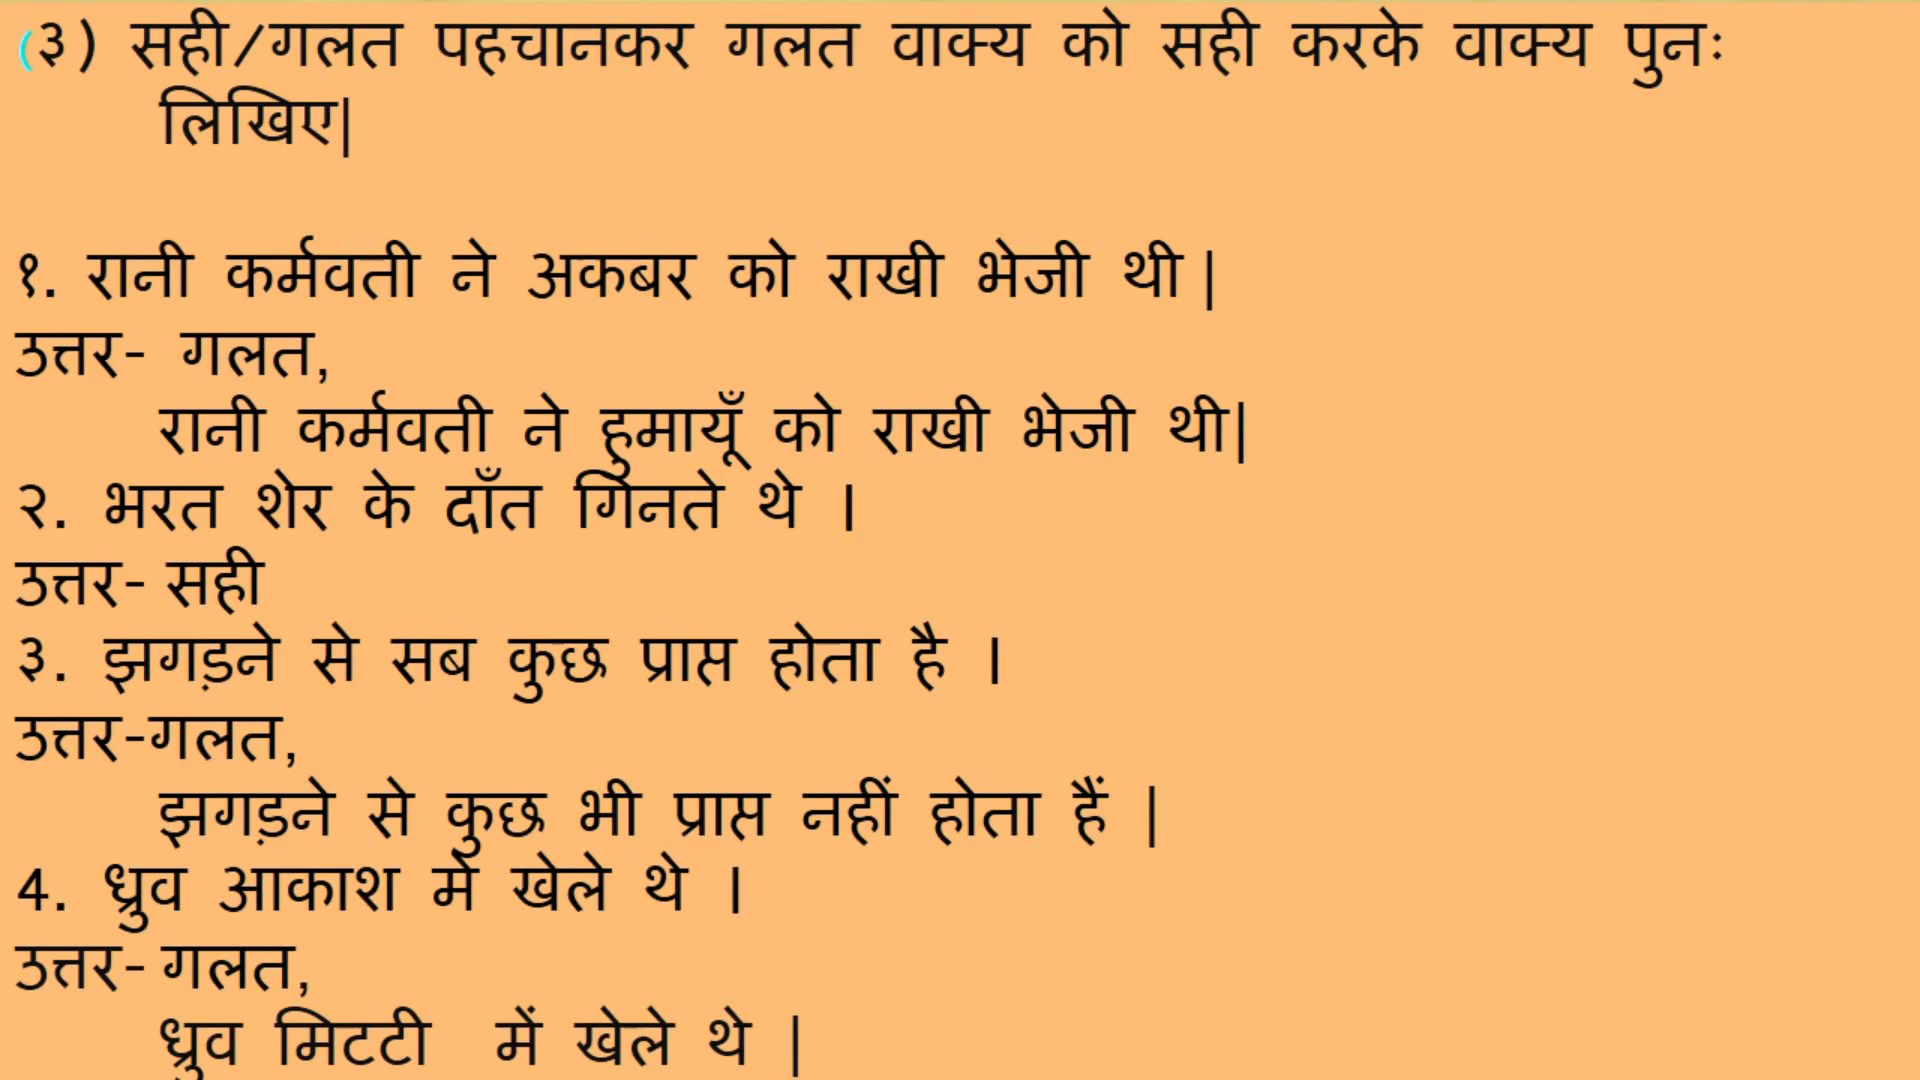 (३) सही/गलत पहचानकर गलत वाक्य को सही करके वाक्य पुनः
लिखिए|
१. रानी कर्मवती ने अकबर को राखी भेजी थी|
उत्तर- गलत,
रानी कर्मवती ने हुमायूँ को राखी भेजी थी|
२. भरत शेर के दाँत गिनते थे ।
उत्तर- सही
३. झगड़ने से सब कुछ प्राप्त होता है ।
उत्तर-गलत,
झगड़ने से कुछ भी प्राप्त नहीं होता हैं |
4. ध्रुव आकाश में खेले थे ।
उत्तर- गलत,
ध्रुव मिटटी में खेले थे |